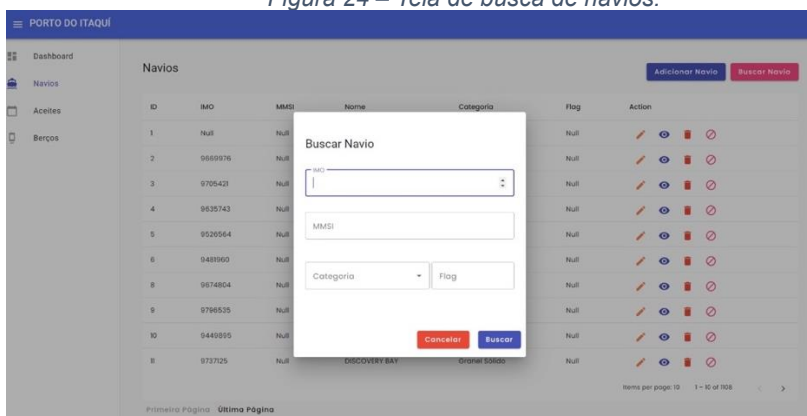 Figura 24 – Tela de busca de navios.
PORTO DO ITAQUÍ
Dashboard
Navios
Aceites
Berços
Navios
Adicionar Navio
Buscar Navio
ID IMO MMSI Nome Categoria Flag Action
1 Null Null Null
2 9669976 Null Null
3 9705421 Null Null
4 9635743 Null Null
5 9526564 Null Null
6 9481960 Null Null
8 9674804 Null Null
9 9796535 Null Null
10 9449895 Null Null
11 9737125 Null DISCOVERY BAY Granel Sólido Null
Buscar Navio
IMO
MMSI
Categoria
Flag
Cancelar
Buscar
Items per page: 10 1 – 10 of 1108
Primeira Página Última Página